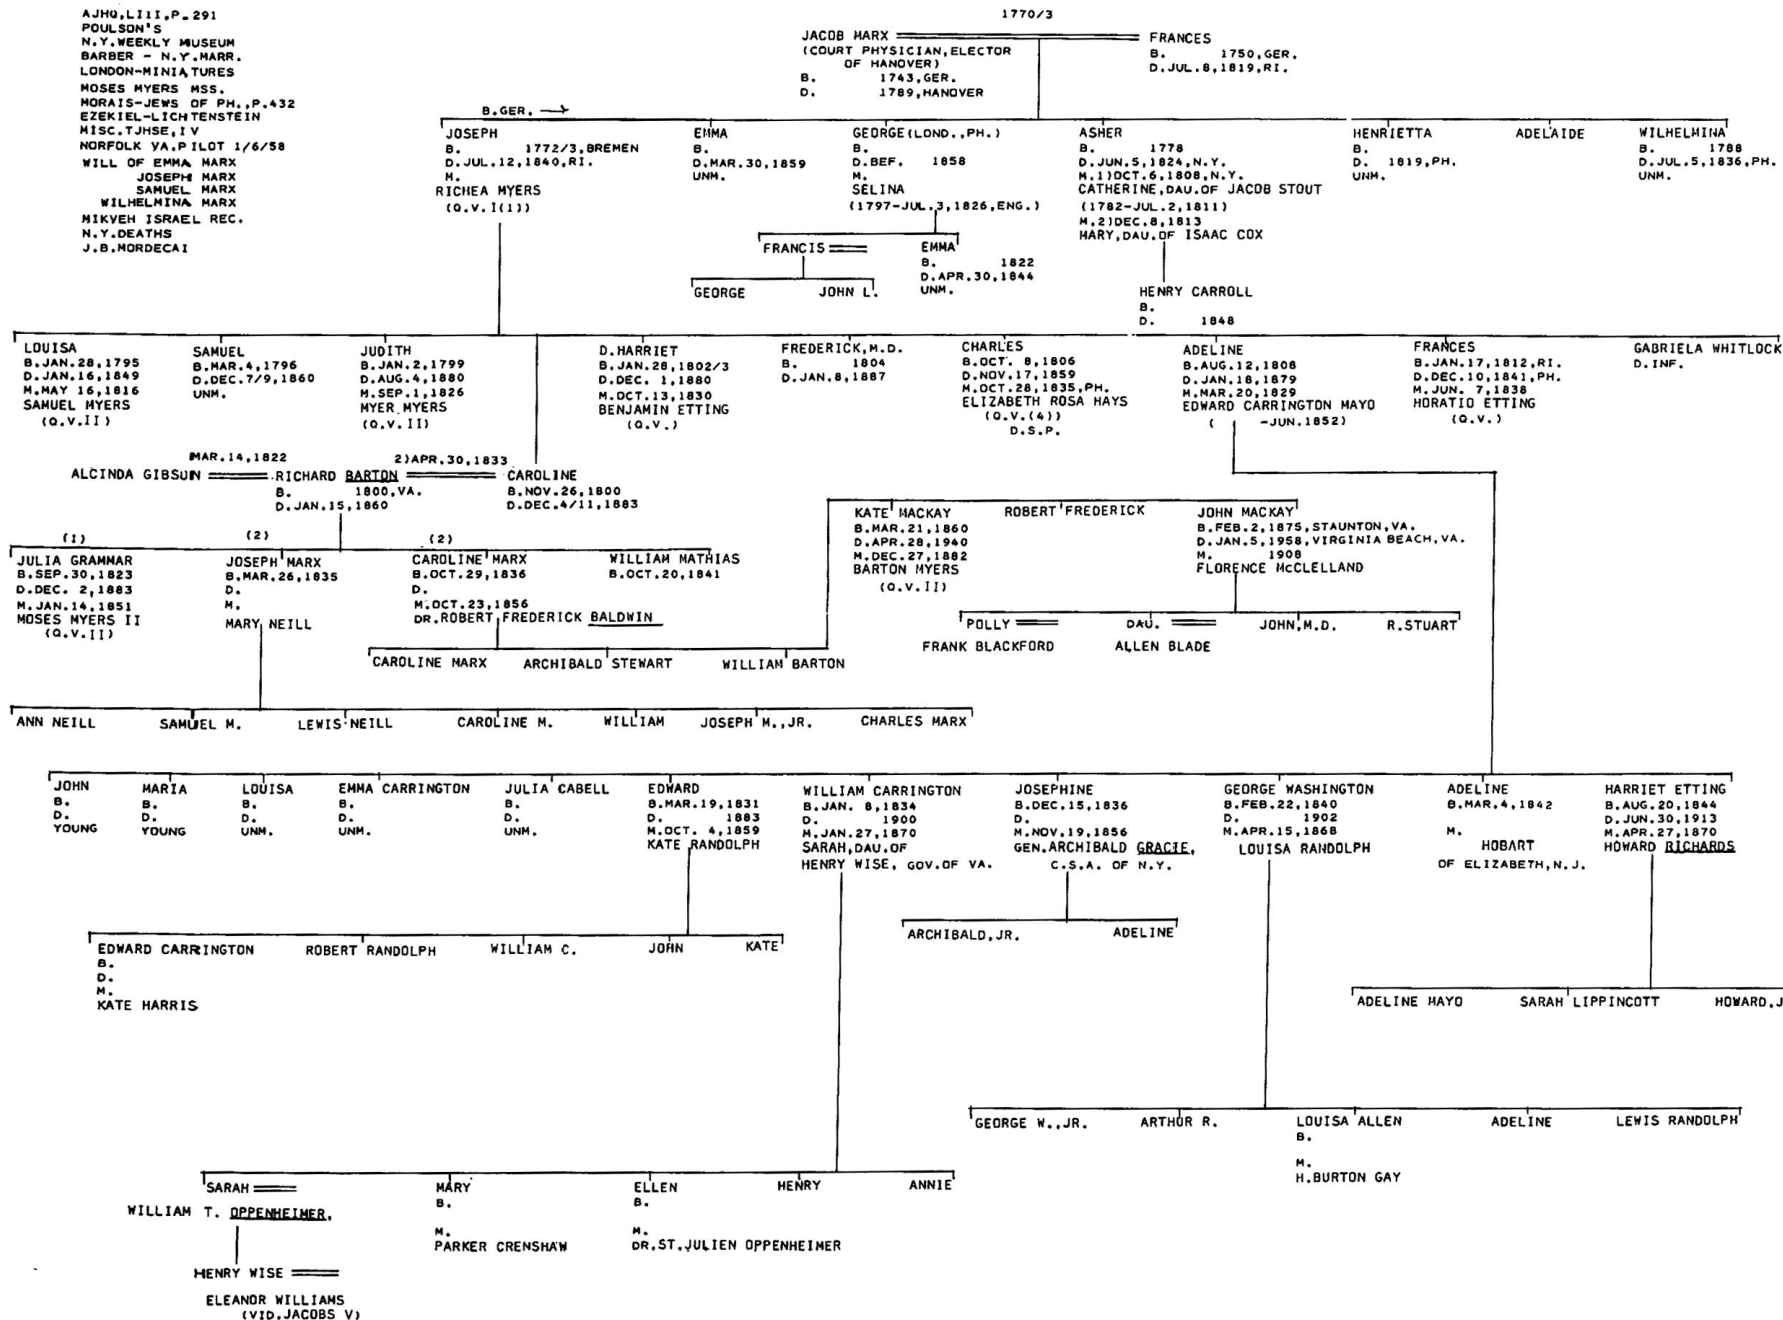 AJHQ,LIII,P.291
POULSON'S
N.Y.WEEKLY MUSEUM
BARBER - N.Y.MARR.
LONDON-MINIATURES
MOSES MYERS MSS.
MORAIS-JEWS OF PH.,P.432
EZEKIEL-LICHTENSTEIN
MISC.TJHSE,IV
NORFOLK VA.PILOT 1/6/58
WILL OF EMMA MARX
JOSEPH MARX
SAMUEL MARX
WILHELMINA MARX
MIKVEH ISRAEL REC.
N.Y.DEATHS
J.B.MORDECAI
1770/3
JACOB MARX
(COURT PHYSICIAN,ELECTOR
OF HANOVER)
B. 1743,GER.
D. 1789,HANOVER
FRANCES
B. 1750,GER.
D.JUL.8,1819,RI.
B.GER.
JOSEPH
B. 1772/3,BREMEN
D.JUL.12,1840,RI.
M.
RICHEA MYERS
(Q.V.I(1))
EMMA
B.
D.MAR.30,1859
UNM.
GEORGE(LOND.,PH.)
B.
D.BEF. 1858
M.
SELINA
(1797-JUL.3,1826,ENG.)
ASHER
B. 1778
D.JUN.5,1824,N.Y.
M.1)OCT.6,1808,N.Y.
CATHERINE,DAU.OF JACOB STOUT
(1782-JUL.2,1811)
M.2)DEC.8,1813
MARY,DAU.OF ISAAC COX
HENRIETTA
B.
D. 1819,PH.
UNM.
ADELAIDE
WILHELMINA
B. 1788
D.JUL.5,1836,PH.
UNM.
FRANCIS
EMMA
B. 1822
D.APR.30,1844
UNM.
GEORGE
JOHN L.
HENRY CARROLL
B.
D. 1848
LOUISA
B.JAN.28,1795
D.JAN.16,1849
M.MAY 16,1816
SAMUEL MYERS
(Q.V.II)
SAMUEL
B.MAR.4,1796
D.DEC.7/9,1860
UNM.
JUDITH
B.JAN.2,1799
D.AUG.4,1880
M.SEP.1,1826
MYER MYERS
(Q.V.II)
D.HARRIET
B.JAN.28,1802/3
D.DEC. 1,1880
M.OCT.13,1830
BENJAMIN ETTING
(Q.V.)
FREDERICK,M.D.
B. 1804
D.JAN.8,1887
CHARLES
B.OCT. 8,1806
D.NOV.17,1859
M.OCT.28,1835,PH.
ELIZABETH ROSA HAYS
(Q.V.(4))
D.S.P.
ADELINE
B.AUG.12,1808
D.JAN.18,1879
M.MAR.20,1829
EDWARD CARRINGTON MAYO
( -JUN.1852)
FRANCES
B.JAN.17,1812,RI.
D.DEC.10,1841,PH.
M.JUN. 7,1838
HORATIO ETTING
(Q.V.)
GABRIELA WHITLOCK
D.INF.
MAR.14,1822
2)APR.30,1833
ALCINDA GIBSON
RICHARD BARTON
B. 1800,VA.
D.JAN.15,1860
CAROLINE
B.NOV.26,1800
D.DEC.4/11,1883
KATE MACKAY
B.MAR.21,1860
D.APR.28,1940
M.DEC.27,1882
BARTON MYERS
(Q.V.II)
ROBERT FREDERICK
JOHN MACKAY
B.FEB.2,1875,STAUNTON,VA.
D.JAN.5,1958,VIRGINIA BEACH,VA.
M. 1908
FLORENCE McCLELLAND
(1)
JULIA GRAMMAR
B.SEP.30,1823
D.DEC. 2,1883
M.JAN.14,1851
MOSES MYERS II
(Q.V.II)
(2)
JOSEPH MARX
B.MAR.26,1835
D.
M.
MARY NEILL
(2)
CAROLINE MARX
B.OCT.29,1836
D.
M.OCT.23,1856
DR.ROBERT FREDERICK BALDWIN
WILLIAM MATHIAS
B.OCT.20,1841
POLLY
FRANK BLACKFORD
DAU.
ALLEN BLADE
JOHN,M.D.
R.STUART
CAROLINE MARX
ARCHIBALD STEWART
WILLIAM BARTON
ANN NEILL
SAMUEL M.
LEWIS NEILL
CAROLINE M.
WILLIAM
JOSEPH M.,JR.
CHARLES MARX
JOHN
B.
D.
YOUNG
MARIA
B.
D.
YOUNG
LOUISA
B.
D.
UNM.
EMMA CARRINGTON
B.
D.
UNM.
JULIA CABELL
B.
D.
UNM.
EDWARD
B.MAR.19,1831
D. 1883
M.OCT. 4,1859
KATE RANDOLPH
WILLIAM CARRINGTON
B.JAN. 8,1834
D. 1900
M.JAN.27,1870
SARAH,DAU.OF
HENRY WISE, GOV.OF VA.
JOSEPHINE
B.DEC.15,1836
D.
M.NOV.19,1856
GEN.ARCHIBALD GRACIE,
C.S.A. OF N.Y.
GEORGE WASHINGTON
B.FEB.22,1840
D. 1902
M.APR.15,1868
LOUISA RANDOLPH
ADELINE
B.MAR.4,1842
M.
HOBART
OF ELIZABETH,N.J.
HARRIET ETTING
B.AUG.20,1844
D.JUN.30,1913
M.APR.27,1870
HOWARD RICHARDS
EDWARD CARRINGTON
B.
D.
M.
KATE HARRIS
ROBERT RANDOLPH
WILLIAM C.
JOHN
KATE
ARCHIBALD,JR.
ADELINE
ADELINE MAYO
SARAH LIPPINCOTT
HOWARD,J
GEORGE W.,JR.
ARTHUR R.
LOUISA ALLEN
B.
M.
H.BURTON GAY
ADELINE
LEWIS RANDOLPH
SARAH
WILLIAM T. OPPENHEIMER,
MARY
B.
M.
PARKER CRENSHAW
ELLEN
B.
M.
DR.ST.JULIEN OPPENHEIMER
HENRY
ANNIE
HENRY WISE
ELEANOR WILLIAMS
(VID.JACOBS V)